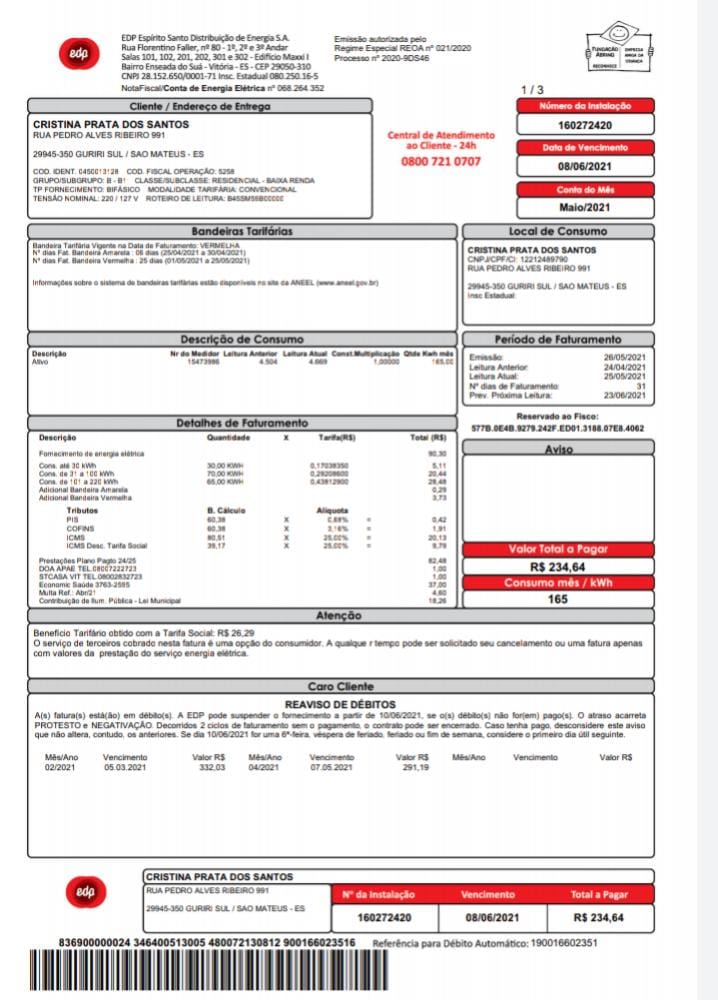 edp
EDP Espírito Santo Distribuição de Energia S.A.
Rua Florentino Faller, nº 80 - 1º, 2º e 3º Andar
Salas 101, 102, 201, 202, 301 e 302 - Edifício Maxxi I
Bairro Enseada do Suá - Vitória - ES - CEP 29050-310
CNPJ 28.152.650/0001-71 Insc. Estadual 080.250.16-5
NotaFiscal/Conta de Energia Elétrica nº 068.264.352
Emissão autorizada pelo
Regime Especial REOA nº 021/2020
Processo nº 2020-9DS46
FUNDAÇÃO ABRINQ
RECONHECE
EMPRESA AMIGA DA CRIANÇA
1 / 3
Cliente / Endereço de Entrega
CRISTINA PRATA DOS SANTOS
RUA PEDRO ALVES RIBEIRO 991
29945-350 GURIRI SUL / SAO MATEUS - ES
COD. IDENT. 0450013128 COD. FISCAL OPERAÇÃO: 5258
GRUPO/SUBGRUPO: B - B1 CLASSE/SUBCLASSE: RESIDENCIAL - BAIXA RENDA
TP FORNECIMENTO: BIFÁSICO MODALIDADE TARIFÁRIA: CONVENCIONAL
TENSÃO NOMINAL: 220 / 127 V ROTEIRO DE LEITURA:
Central de Atendimento
ao Cliente - 24h
0800 721 0707
Número da Instalação
160272420
Data de Vencimento
08/06/2021
Conta do Mês
Maio/2021
Bandeiras Tarifárias
Bandeira Tarifária Vigente na Data de Faturamento: VERMELHA
Nº dias Fat. Bandeira Amarela : 06 dias (25/04/2021 a 30/04/2021)
Nº dias Fat. Bandeira Vermelha : 25 dias (01/05/2021 a 25/05/2021)
Informações sobre o sistema de bandeiras tarifárias estão disponíveis no site da ANEEL (www.aneel.gov.br)
Local de Consumo
CRISTINA PRATA DOS SANTOS
CNPJ/CPF/CI: 12212489790
RUA PEDRO ALVES RIBEIRO 991
29945-350 GURIRI SUL / SAO MATEUS - ES
Insc Estadual:
Descrição de Consumo
Descrição Nr do Medidor Leitura Anterior Leitura Atual Const.Multiplicação Qtde Kwh mês
Ativo 15473986 4.504 4.669 1,00000 165,00
Período de Faturamento
Emissão: 26/05/2021
Leitura Anterior: 24/04/2021
Leitura Atual: 25/05/2021
N° dias de Faturamento: 31
Prev. Próxima Leitura: 23/06/2021
Reservado ao Fisco:
577B.0E4B.9279.242F.ED01.3188.07E8.4062
Detalhes de Faturamento
Descrição Quantidade X Tarifa(R$) Total (R$)
Fornecimento de energia elétrica 90,30
Cons. até 30 kWh 30,00 KWH 0,17038350 5,11
Cons. de 31 a 100 kWh 70,00 KWH 0,29208600 20,44
Cons. de 101 a 220 kWh 65,00 KWH 0,43812900 28,48
Adicional Bandeira Amarela 0,29
Adicional Bandeira Vermelha 3,73
Tributos B. Cálculo Alíquota
PIS 60,38 X 0,68% = 0,42
COFINS 60,38 X 3,16% = 1,91
ICMS 80,51 X 25,00% = 20,13
ICMS Desc. Tarifa Social 39,17 X 25,00% = 9,79
Prestações Plano Pagto 24/25 82,48
DOA APAE TEL.08007222723 1,00
STCASA VIT TEL.08002832723 1,00
Economic Saúde 3763-2595 37,00
Multa Ref.: Abr/21 4,60
Contribuição de Ilum. Pública - Lei Municipal 18,26
Aviso
Valor Total a Pagar
R$ 234,64
Consumo mês / kWh
165
Atenção
Benefício Tarifário obtido com a Tarifa Social: R$ 26,29
O serviço de terceiros cobrado nesta fatura é uma opção do consumidor. A qualque r tempo pode ser solicitado seu cancelamento ou uma fatura apenas
com valores da prestação do serviço energia elétrica.
Caro Cliente
REAVISO DE DÉBITOS
A(s) fatura(s) está(ão) em débito(s). A EDP pode suspender o fornecimento a partir de 10/06/2021, se o(s) débito(s) não for(em) pago(s). O atraso acarreta
PROTESTO e NEGATIVAÇÃO. Decorridos 2 ciclos de faturamento sem o pagamento, o contrato pode ser encerrado. Caso tenha pago, desconsidere este aviso
que não altera, contudo, os anteriores. Se dia 10/06/2021 for uma 6ª-feira, véspera de feriado, feriado ou fim de semana, considere o primeiro dia útil seguinte.
Mês/Ano Vencimento Valor R$ Mês/Ano Vencimento Valor R$ Mês/Ano Vencimento Valor R$
02/2021 05.03.2021 332,03 04/2021 07.05.2021 291,19
edp
CRISTINA PRATA DOS SANTOS
RUA PEDRO ALVES RIBEIRO 991
29945-350 GURIRI SUL / SAO MATEUS - ES
Nº da Instalação Vencimento Total a Pagar
160272420 08/06/2021 R$ 234,64
836900000024 346400513005 480072130812 900166023516 Referência para Débito Automático: 190016602351